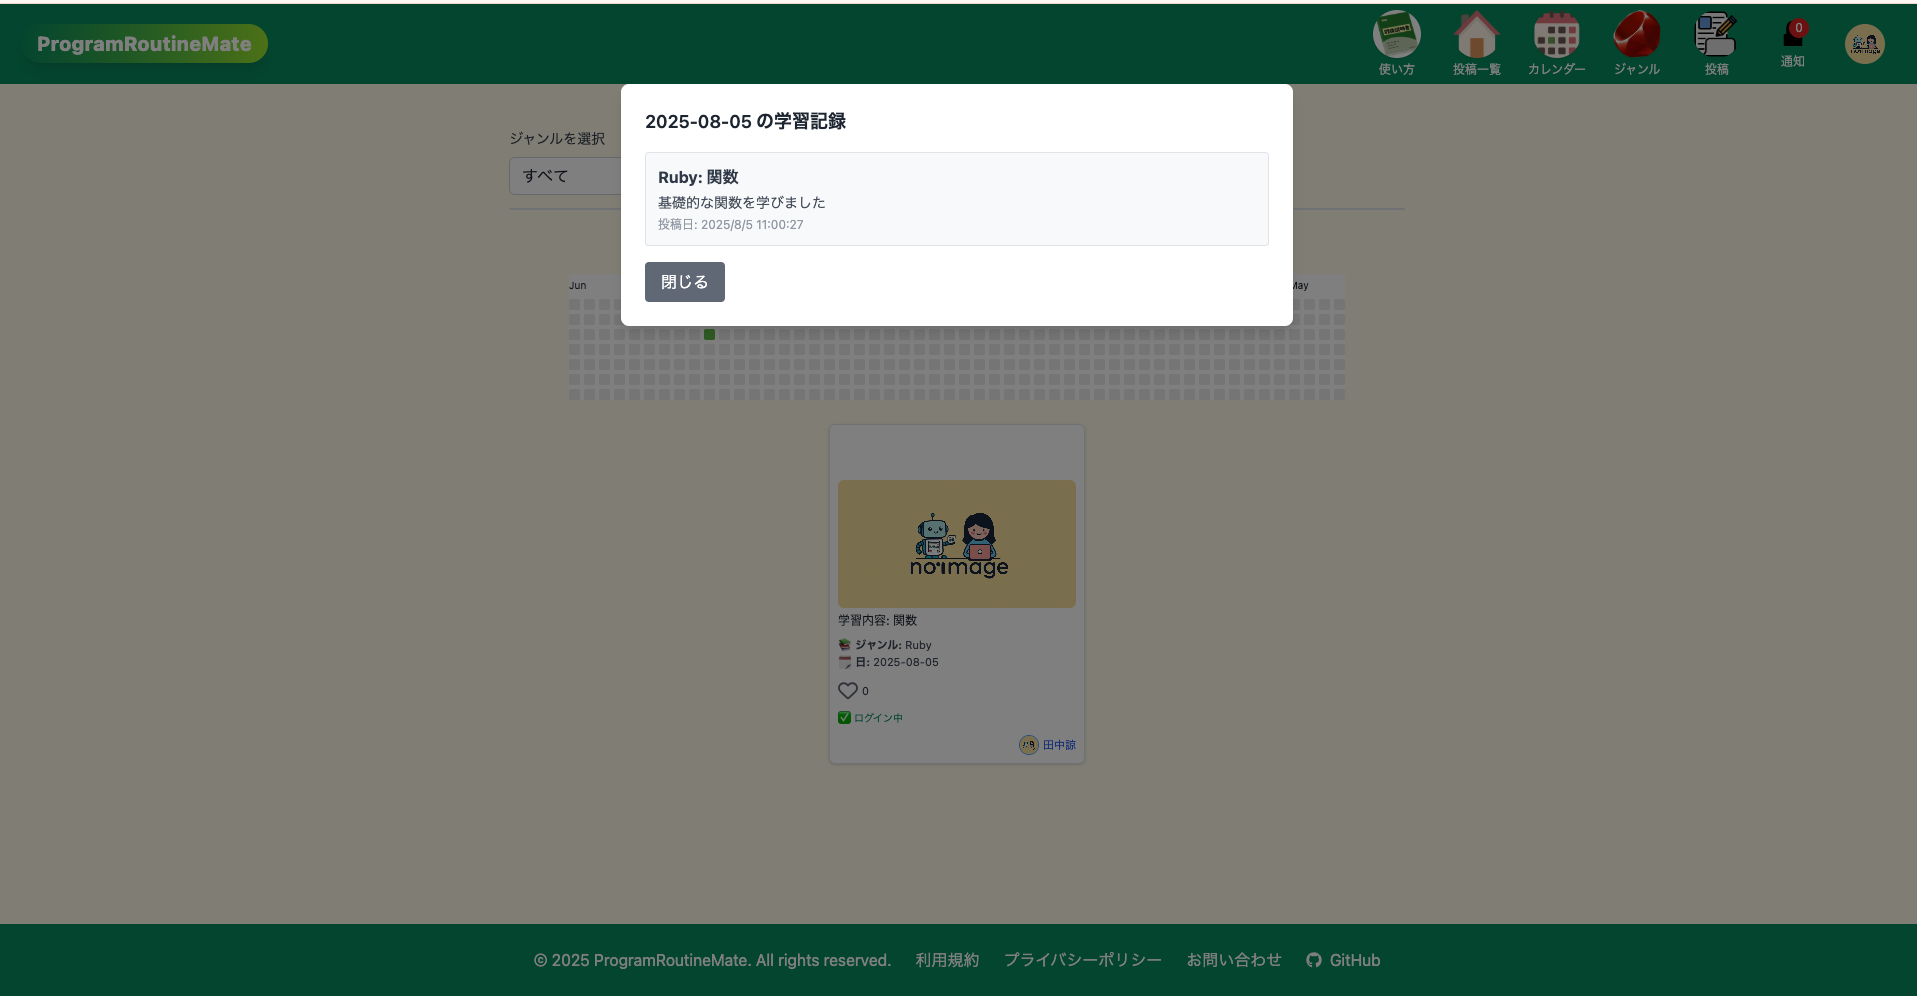 ProgramRoutineMate
使い方
投稿一覧
カレンダー
ジャンル
投稿
0
通知
2025-08-05 の学習記録
Ruby: 関数
基礎的な関数を学びました
投稿日: 2025/8/5 11:00:27
閉じる
ジャンルを選択
すべて
Jun
May
no image
学習内容: 関数
ジャンル: Ruby
日: 2025-08-05
0
ログイン中
田中諒
© 2025 ProgramRoutineMate. All rights reserved.
利用規約
プライバシーポリシー
お問い合わせ
GitHub